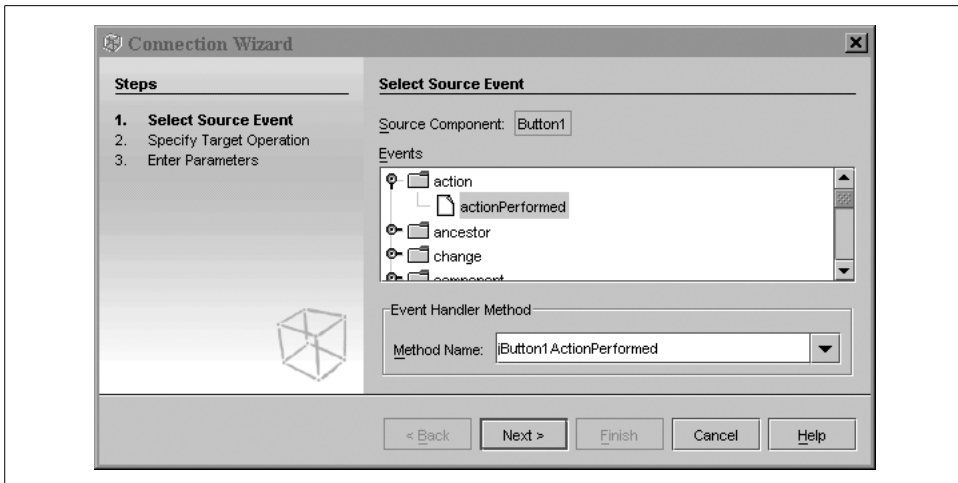 Connection Wizard
Steps
1. Select Source Event
2. Specify Target Operation
3. Enter Parameters
Select Source Event
Source Component: Button1
Events
action
actionPerformed
ancestor
change
component
Event Handler Method
Method Name: jButton1ActionPerformed
< Back Next > Finish Cancel Help